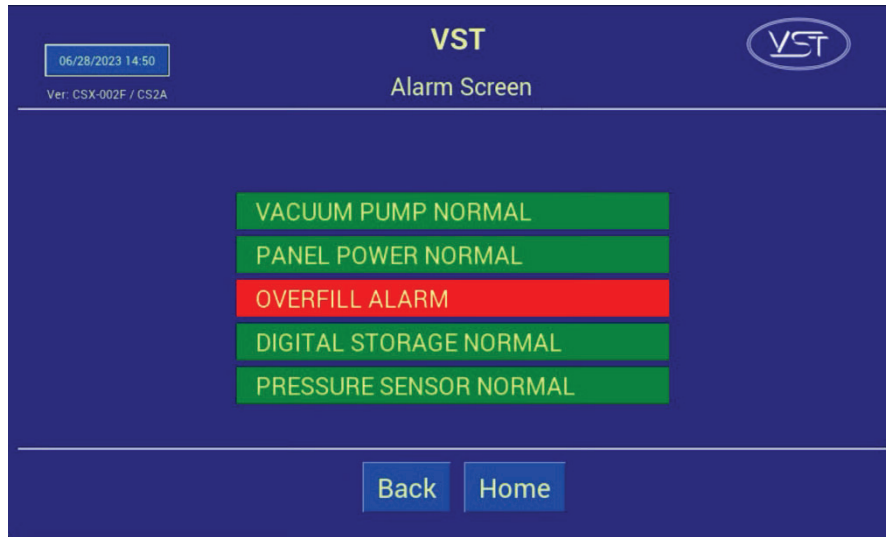 VST
06/28/2023 14:50
Ver: CSX-002F / CS2A
Alarm Screen
VST
VACUUM PUMP NORMAL
PANEL POWER NORMAL
OVERFILL ALARM
DIGITAL STORAGE NORMAL
PRESSURE SENSOR NORMAL
Back
Home